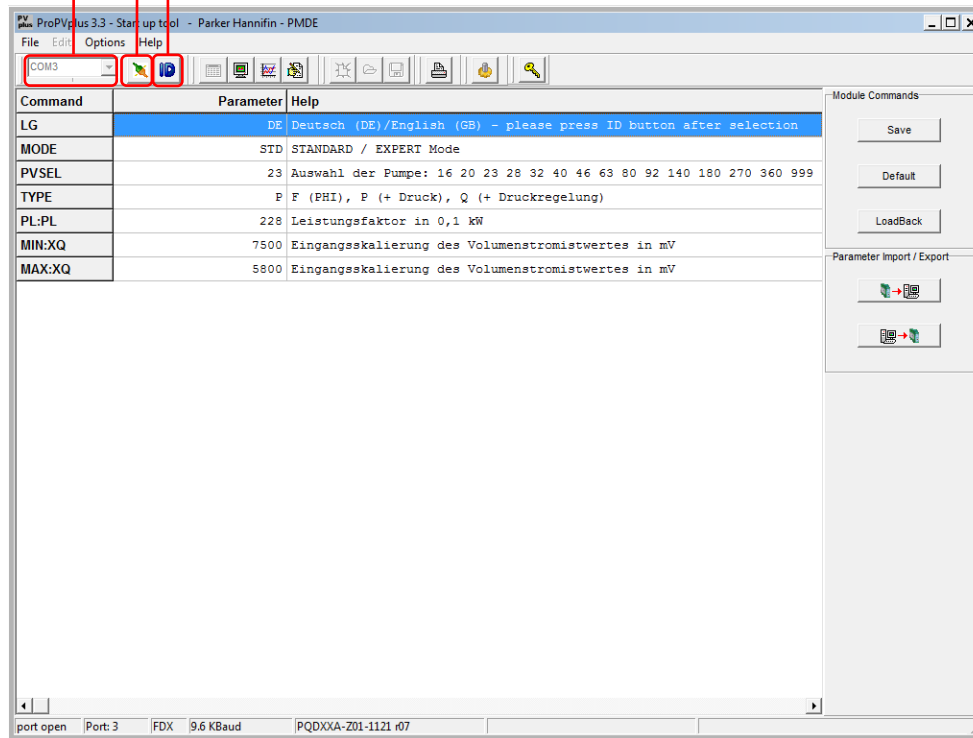 PV plus ProPVplus 3.3 - Start up tool - Parker Hannifin - PMDE
File Edit Options Help
COM3 ID
Command Parameter Help
LG DE Deutsch (DE)/English (GB) - please press ID button after selection
MODE STD STANDARD / EXPERT Mode
PVSEL 23 Auswahl der Pumpe: 16 20 23 28 32 40 46 63 80 92 140 180 270 360 999
TYPE P F (PHI), P (+ Druck), Q (+ Druckregelung)
PL:PL 228 Leistungsfaktor in 0,1 kW
MIN:XQ 7500 Eingangsskalierung des Volumenstromistwertes in mV
MAX:XQ 5800 Eingangsskalierung des Volumenstromistwertes in mV
Module Commands
Save
Default
LoadBack
Parameter Import / Export
port open Port: 3 FDX 9.6 KBaud PQDXXA-Z01-1121 r07